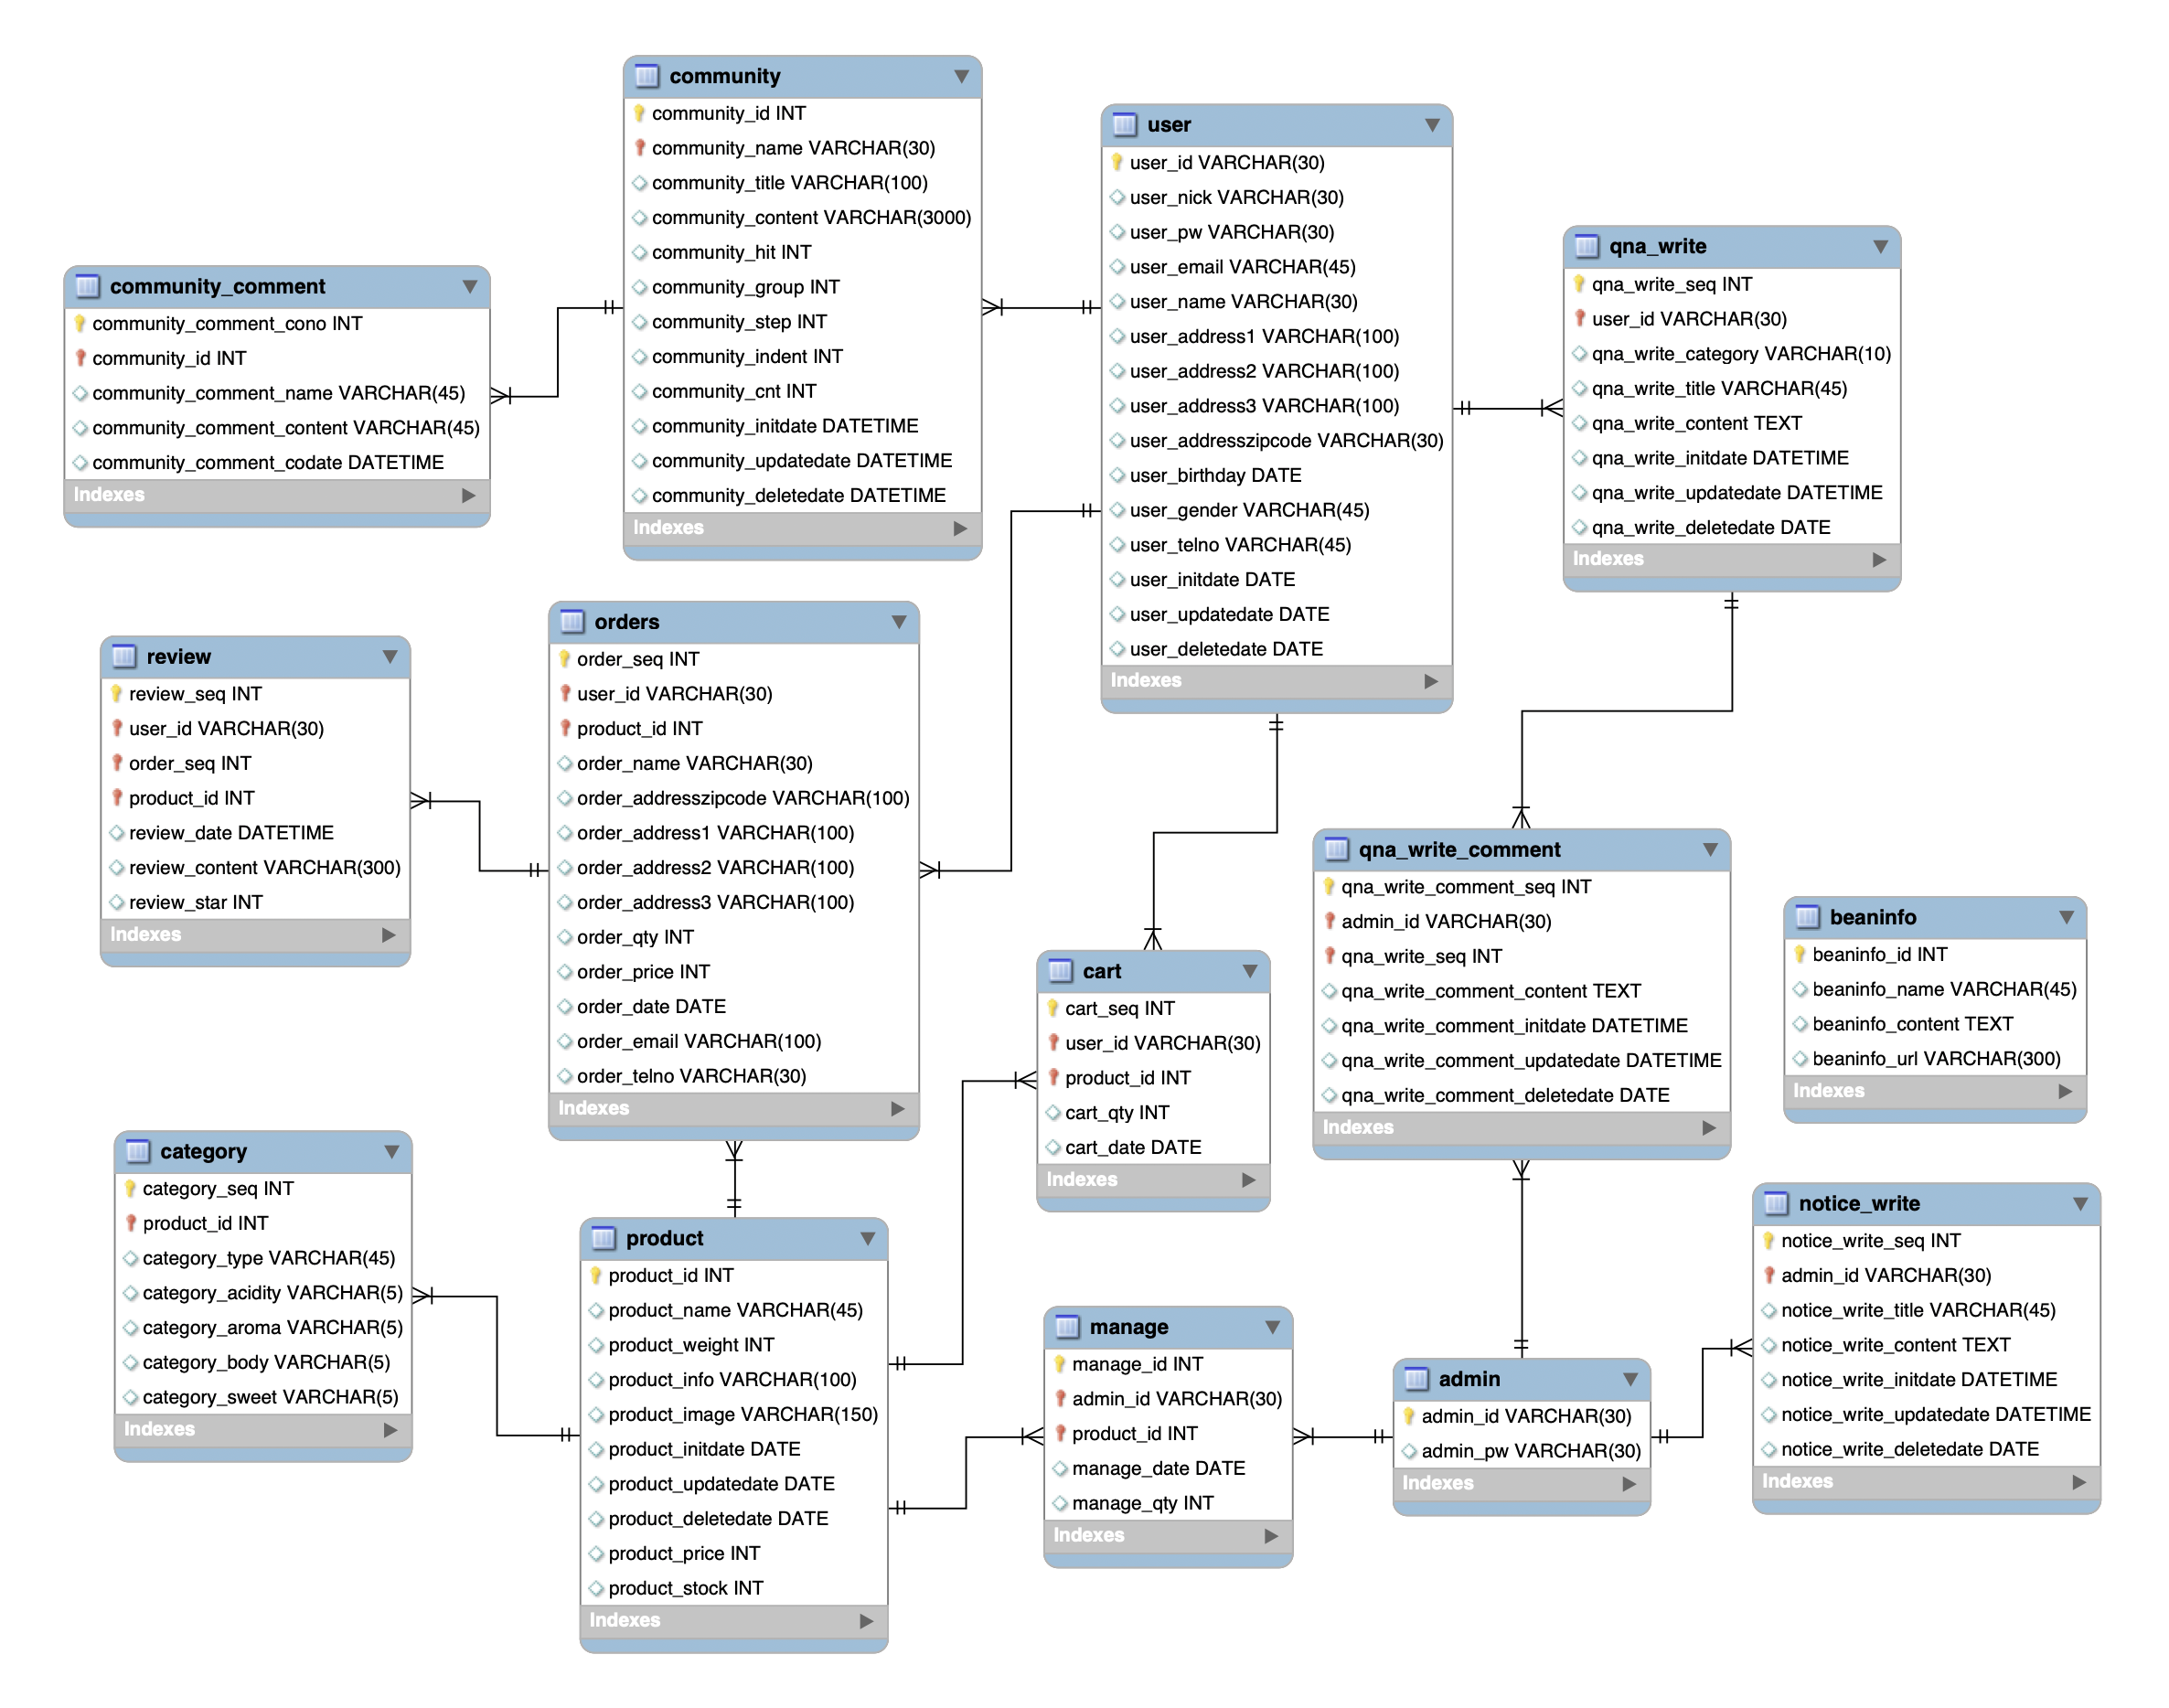 community
community_id INT
community_name VARCHAR(30)
community_title VARCHAR(100)
community_content VARCHAR(3000)
community_hit INT
community_group INT
community_step INT
community_indent INT
community_cnt INT
community_initdate DATETIME
community_updatedate DATETIME
community_deletedate DATETIME
Indexes
user
user_id VARCHAR(30)
user_nick VARCHAR(30)
user_pw VARCHAR(30)
user_email VARCHAR(45)
user_name VARCHAR(30)
user_address1 VARCHAR(100)
user_address2 VARCHAR(100)
user_address3 VARCHAR(100)
user_addresszipcode VARCHAR(30)
user_birthday DATE
user_gender VARCHAR(45)
user_telno VARCHAR(45)
user_initdate DATE
user_updatedate DATE
user_deletedate DATE
Indexes
qna_write
qna_write_seq INT
user_id VARCHAR(30)
qna_write_category VARCHAR(10)
qna_write_title VARCHAR(45)
qna_write_content TEXT
qna_write_initdate DATETIME
qna_write_updatedate DATETIME
qna_write_deletedate DATE
Indexes
community_comment
community_comment_cono INT
community_id INT
community_comment_name VARCHAR(45)
community_comment_content VARCHAR(45)
community_comment_codate DATETIME
Indexes
review
review_seq INT
user_id VARCHAR(30)
order_seq INT
product_id INT
review_date DATETIME
review_content VARCHAR(300)
review_star INT
Indexes
orders
order_seq INT
user_id VARCHAR(30)
product_id INT
order_name VARCHAR(30)
order_addresszipcode VARCHAR(100)
order_address1 VARCHAR(100)
order_address2 VARCHAR(100)
order_address3 VARCHAR(100)
order_qty INT
order_price INT
order_date DATE
order_email VARCHAR(100)
order_telno VARCHAR(30)
Indexes
qna_write_comment
qna_write_comment_seq INT
admin_id VARCHAR(30)
qna_write_seq INT
qna_write_comment_content TEXT
qna_write_comment_initdate DATETIME
qna_write_comment_updatedate DATETIME
qna_write_comment_deletedate DATE
Indexes
beaninfo
beaninfo_id INT
beaninfo_name VARCHAR(45)
beaninfo_content TEXT
beaninfo_url VARCHAR(300)
Indexes
cart
cart_seq INT
user_id VARCHAR(30)
product_id INT
cart_qty INT
cart_date DATE
Indexes
category
category_seq INT
product_id INT
category_type VARCHAR(45)
category_acidity VARCHAR(5)
category_aroma VARCHAR(5)
category_body VARCHAR(5)
category_sweet VARCHAR(5)
Indexes
product
product_id INT
product_name VARCHAR(45)
product_weight INT
product_info VARCHAR(100)
product_image VARCHAR(150)
product_initdate DATE
product_updatedate DATE
product_deletedate DATE
product_price INT
product_stock INT
Indexes
manage
manage_id INT
admin_id VARCHAR(30)
product_id INT
manage_date DATE
manage_qty INT
Indexes
admin
admin_id VARCHAR(30)
admin_pw VARCHAR(30)
Indexes
notice_write
notice_write_seq INT
admin_id VARCHAR(30)
notice_write_title VARCHAR(45)
notice_write_content TEXT
notice_write_initdate DATETIME
notice_write_updatedate DATETIME
notice_write_deletedate DATE
Indexes